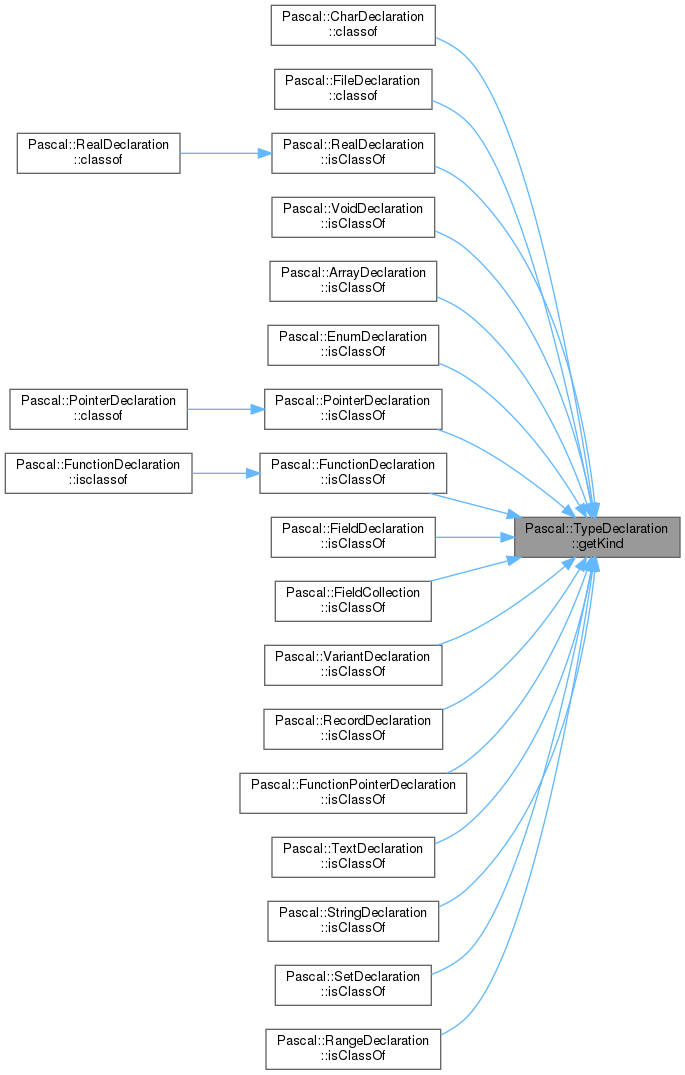 Pascal::CharDeclaration
::classof
Pascal::FileDeclaration
::classof
Pascal::RealDeclaration
::classof
Pascal::RealDeclaration
::isClassOf
Pascal::VoidDeclaration
::isClassOf
Pascal::ArrayDeclaration
::isClassOf
Pascal::EnumDeclaration
::isClassOf
Pascal::PointerDeclaration
::classof
Pascal::PointerDeclaration
::isClassOf
Pascal::FunctionDeclaration
::isclassof
Pascal::FunctionDeclaration
::isClassOf
Pascal::TypeDeclaration
::getKind
Pascal::FieldDeclaration
::isClassOf
Pascal::FieldCollection
::isClassOf
Pascal::VariantDeclaration
::isClassOf
Pascal::RecordDeclaration
::isClassOf
Pascal::FunctionPointerDeclaration
::isClassOf
Pascal::TextDeclaration
::isClassOf
Pascal::StringDeclaration
::isClassOf
Pascal::SetDeclaration
::isClassOf
Pascal::RangeDeclaration
::isClassOf